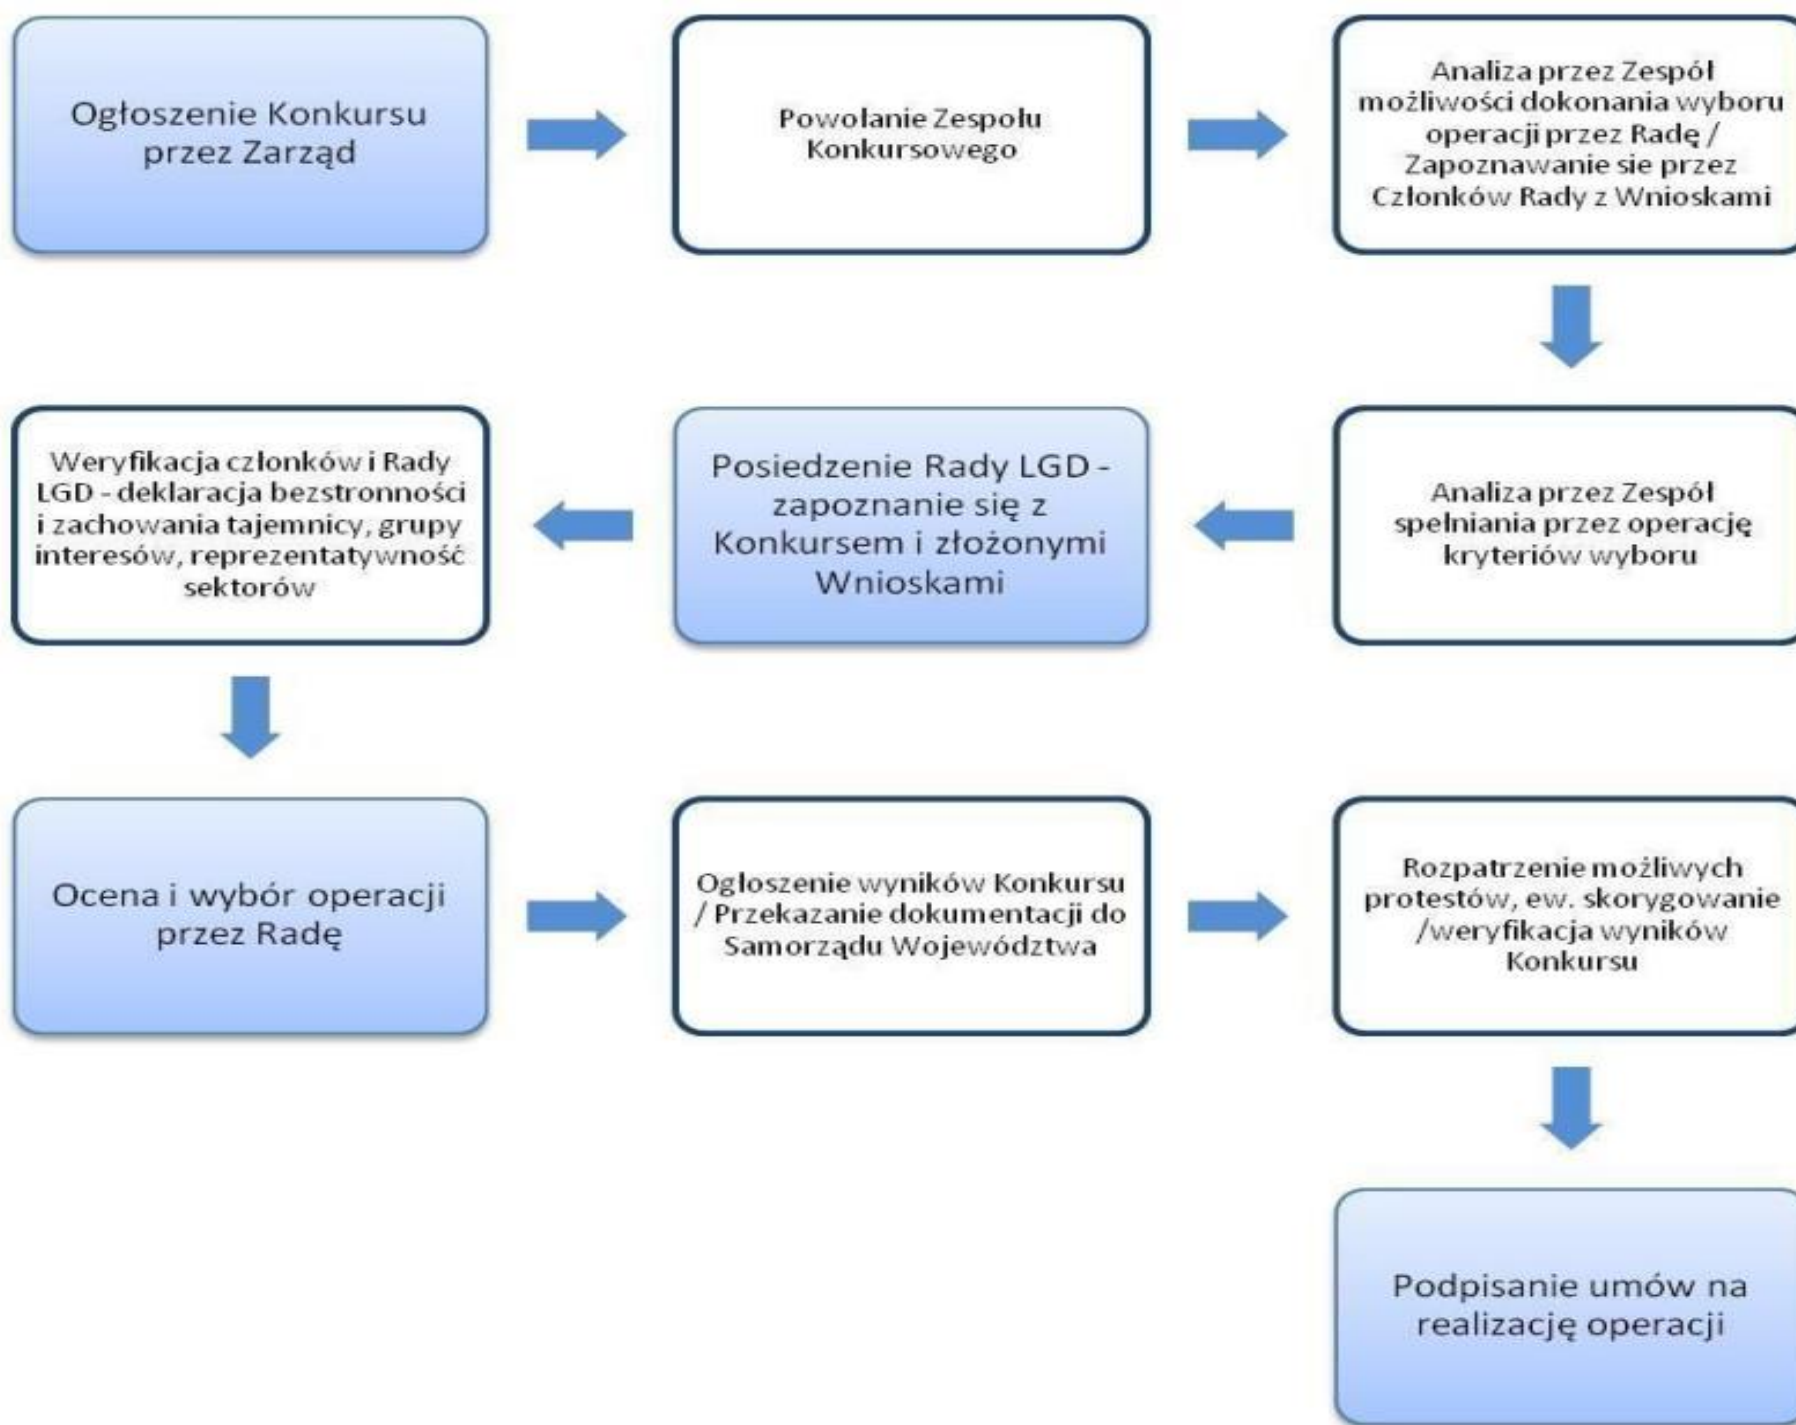 Ogłoszenie Konkursu
przez Zarząd
Powołanie Zespołu
Konkursowego
Analiza przez Zespół
możliwości dokonania wyboru
operacji przez Radę /
Zapoznawanie sie przez
Członków Rady z Wnioskami
Analiza przez Zespół
spełniania przez operację
kryteriów wyboru
Posiedzenie Rady LGD -
zapoznanie się z
Konkursem i złożonymi
Wnioskami
Weryfikacja członków i Rady
LGD - deklaracja bezstronności
i zachowania tajemnicy, grupy
interesów, reprezentatywność
sektorów
Ocena i wybór operacji
przez Radę
Ogłoszenie wyników Konkursu
/ Przekazanie dokumentacji do
Samorządu Województwa
Rozpatrzenie możliwych
protestów, ew. skorygowanie
/weryfikacja wyników
Konkursu
Podpisanie umów na
realizację operacji